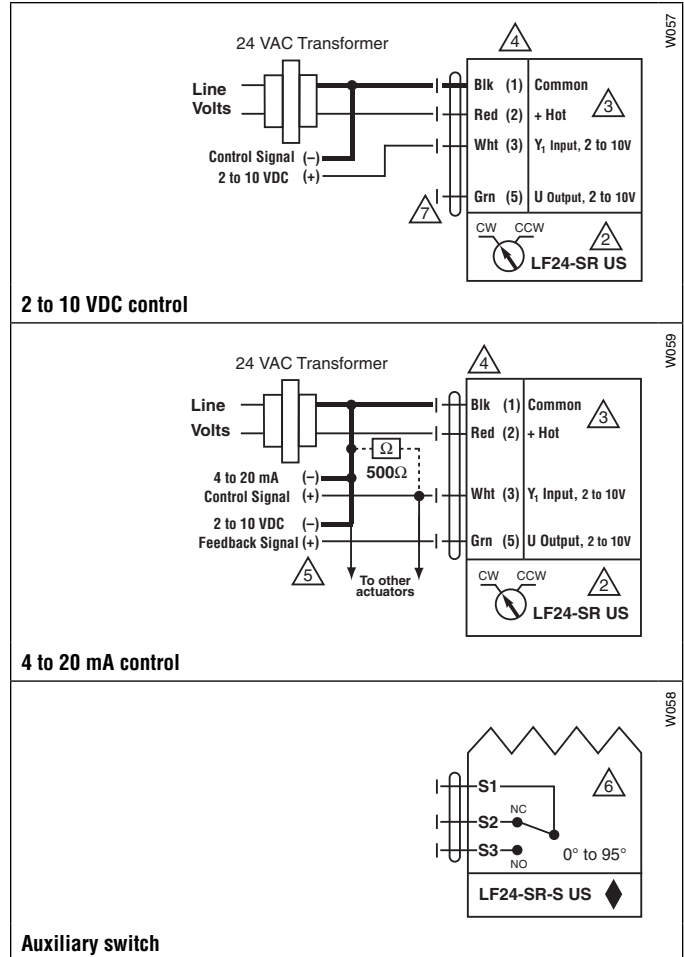 W057
24 VAC Transformer
4
Line
Volts
Blk (1) Common
3
Red (2) + Hot
Wht (3) Y₁ Input, 2 to 10V
Control Signal (–)
2 to 10 VDC (+)
7
Grn (5) U Output, 2 to 10V
CW CCW
2
LF24-SR US
2 to 10 VDC control
W059
24 VAC Transformer
4
Line
Volts
Blk (1) Common
3
Red (2) + Hot
Ω
500Ω
4 to 20 mA (–)
Control Signal (+)
Wht (3) Y₁ Input, 2 to 10V
2 to 10 VDC (–)
Feedback Signal (+)
Grn (5) U Output, 2 to 10V
5
To other
actuators
CW CCW
2
LF24-SR US
4 to 20 mA control
W058
S1
6
NC
S2
S3
NO
0° to 95°
LF24-SR-S US
Auxiliary switch